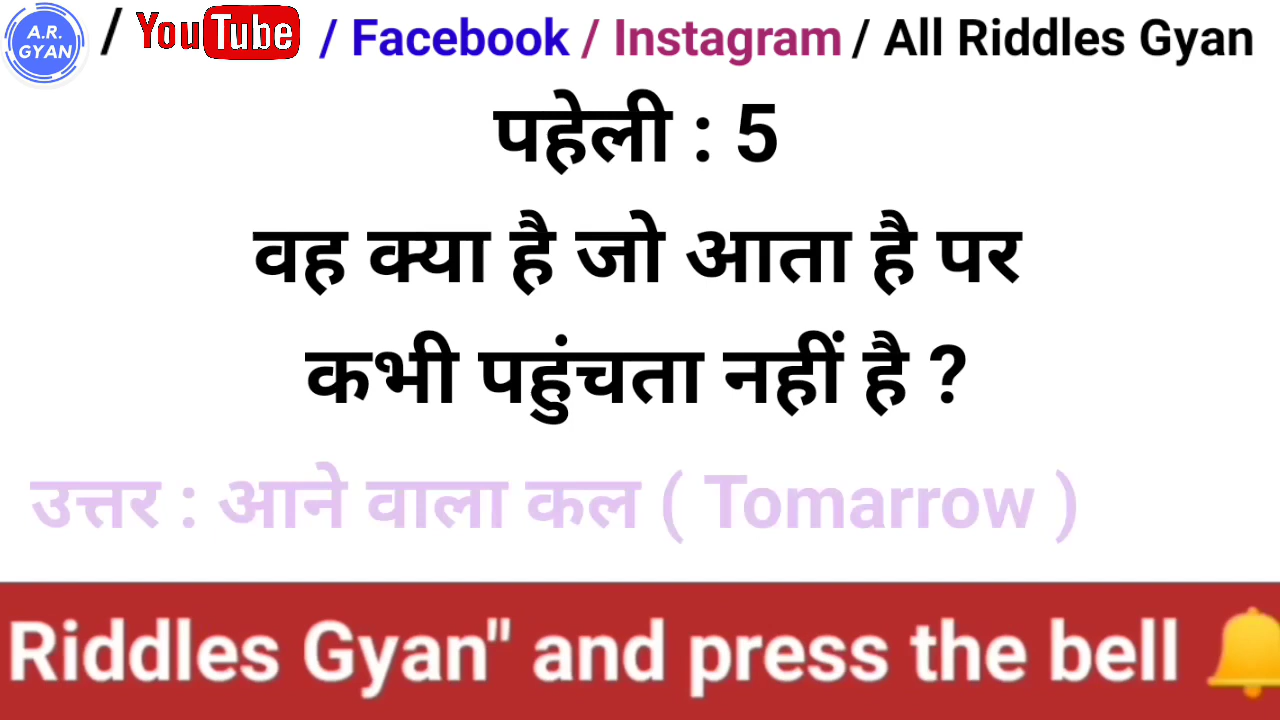 A.R.
GYAN
/ YouTube / Facebook / Instagram / All Riddles Gyan
पहेली : 5
वह क्या है जो आता है पर
कभी पहुंचता नहीं है ?
उत्तर : आने वाला कल ( Tomarrow )
Riddles Gyan" and press the bell